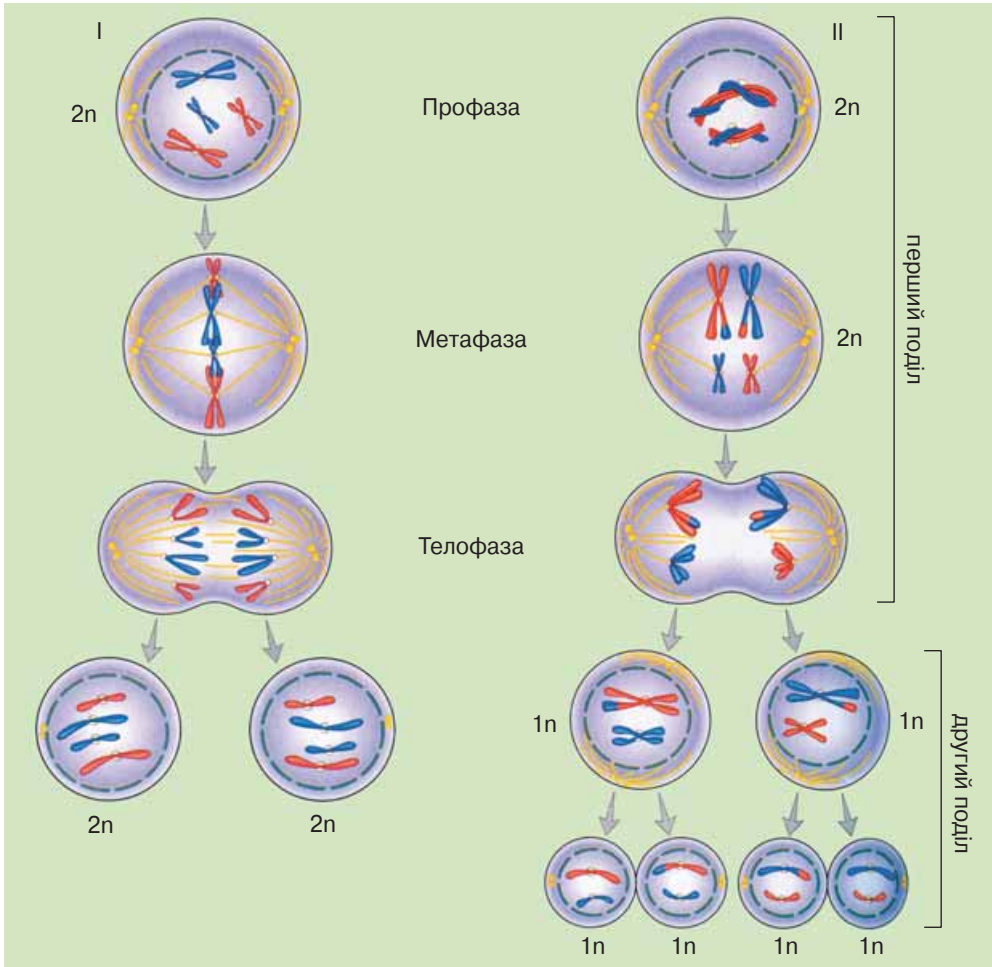 I
II
2n
Профаза
2n
Метафаза
2n
перший поділ
Телофаза
1n
1n
другий поділ
2n
2n
1n
1n
1n
1n